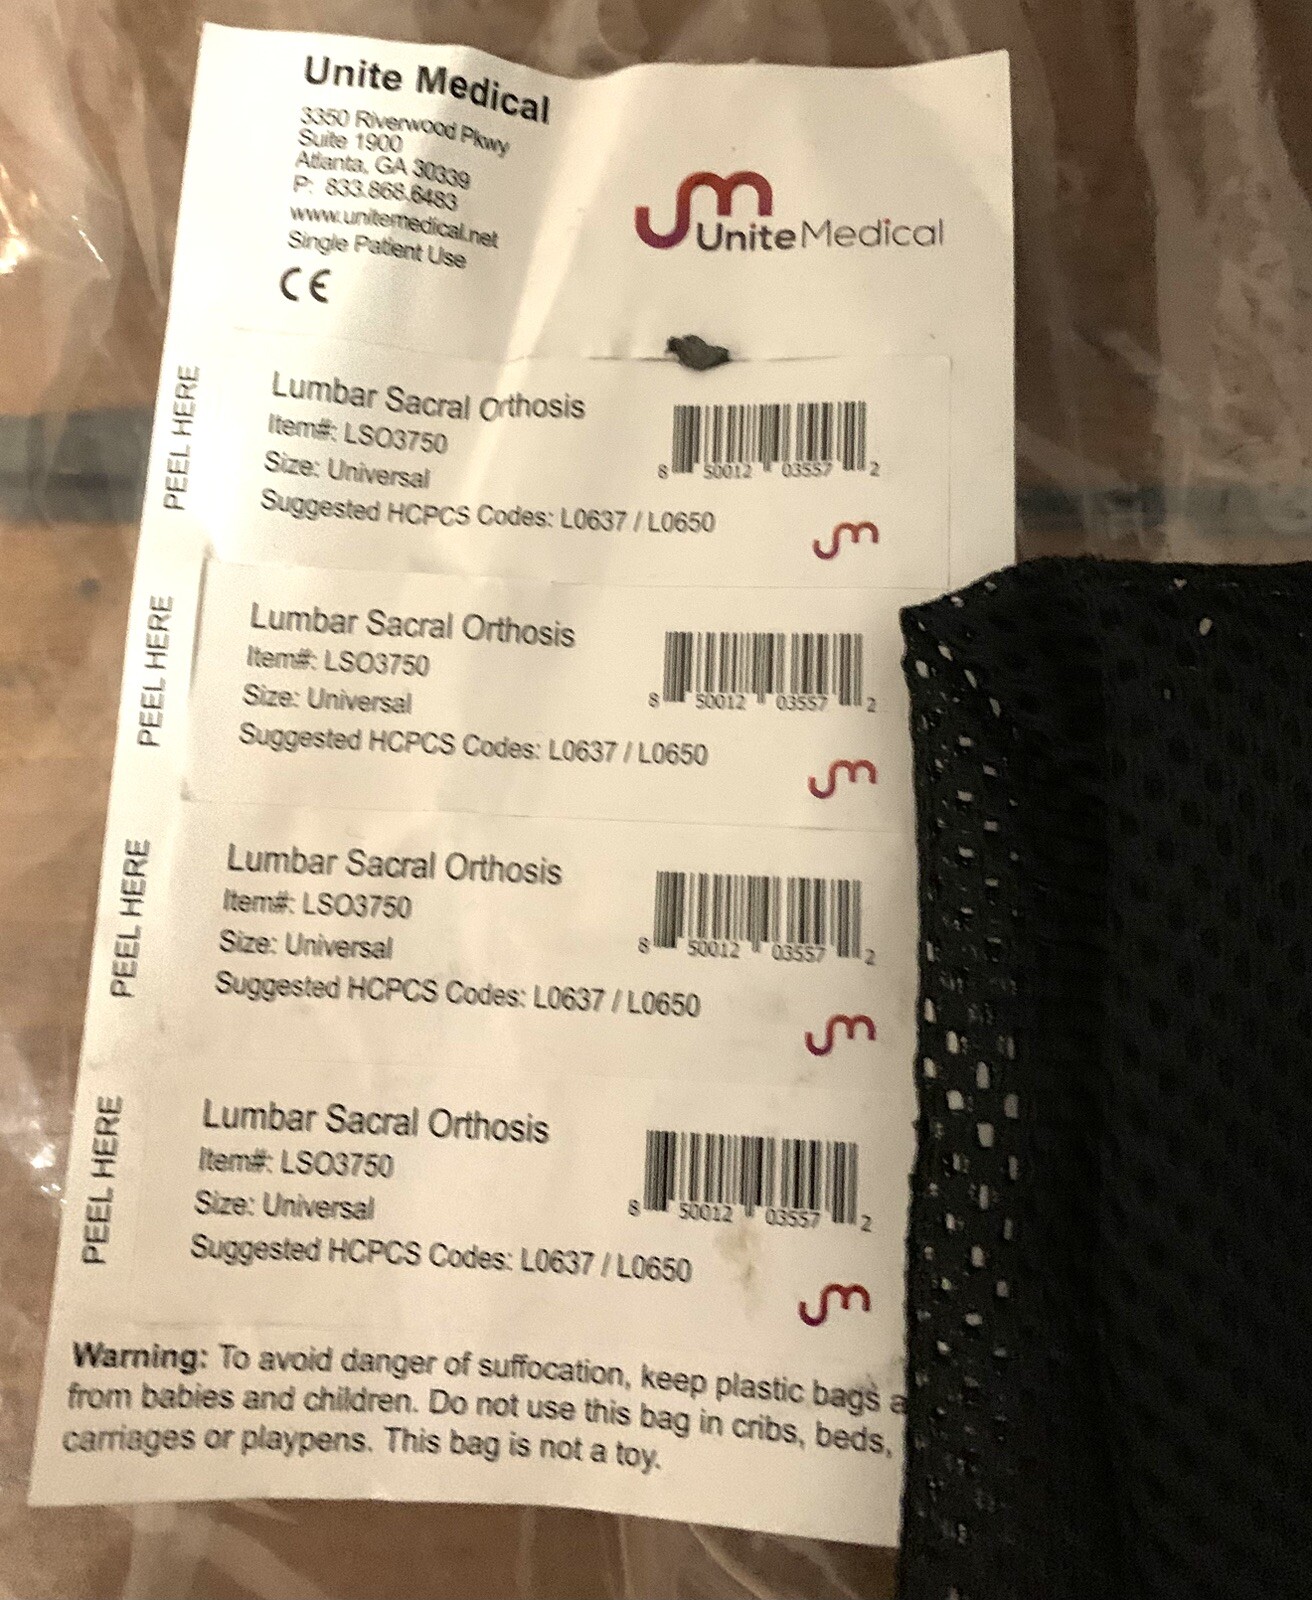 Unite Medical
3350 Riverwood Pkwy
Suite 1900
Atlanta, GA 30339
P: 833.868.6483
www.unitemedical.net
Single Patient Use
CE
Unite Medical
PEEL HERE
Lumbar Sacral Orthosis
Item#: LSO3750
Size: Universal
Suggested HCPCS Codes: L0637 / L0650
8 50012 03557 2
PEEL HERE
Lumbar Sacral Orthosis
Item#: LSO3750
Size: Universal
Suggested HCPCS Codes: L0637 / L0650
8 50012 03557 2
PEEL HERE
Lumbar Sacral Orthosis
Item#: LSO3750
Size: Universal
Suggested HCPCS Codes: L0637 / L0650
8 50012 03557 2
PEEL HERE
Lumbar Sacral Orthosis
Item#: LSO3750
Size: Universal
Suggested HCPCS Codes: L0637 / L0650
8 50012 03557 2
Warning: To avoid danger of suffocation, keep plastic bags
from babies and children. Do not use this bag in cribs, beds,
carriages or playpens. This bag is not a toy.